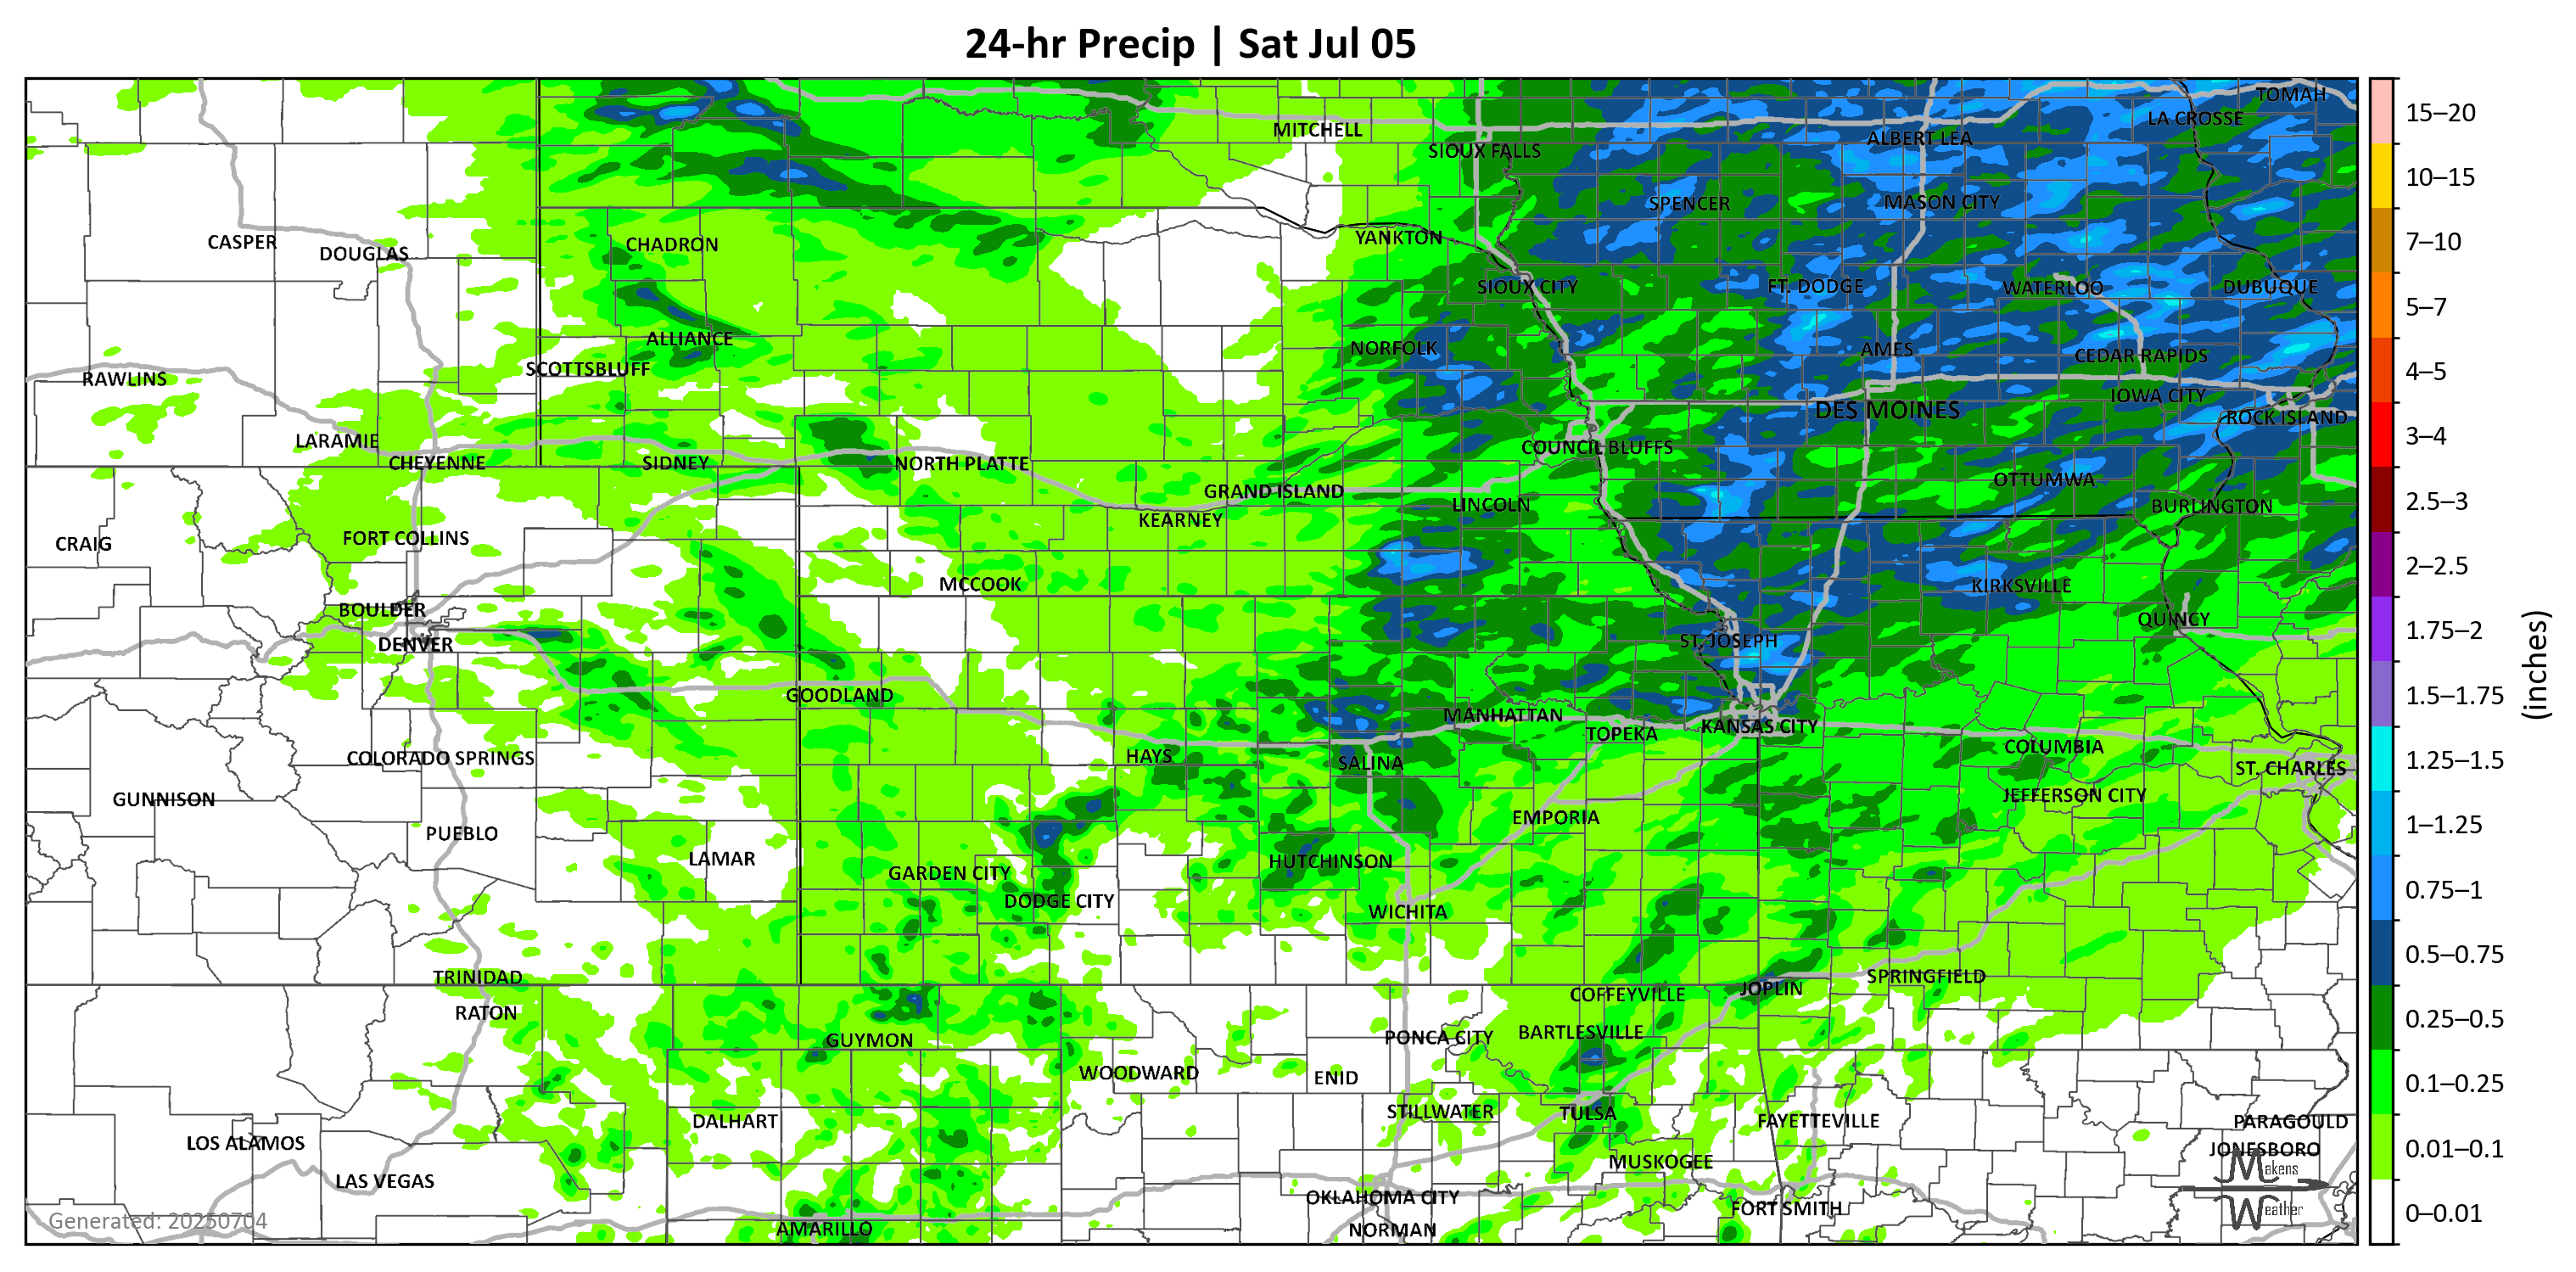 24-hr Precip | Sat Jul 05
TOMAH
LA CROSSE
MITCHELL
ALBERT LEA
SIOUX FALLS
SPENCER
MASON CITY
CASPER
DOUGLAS
CHADRON
YANKTON
SIOUX CITY
FT. DODGE
WATERLOO
DUBUQUE
ALLIANCE
NORFOLK
AMES
CEDAR RAPIDS
SCOTTSBLUFF
RAWLINS
IOWA CITY
DES MOINES
ROCK ISLAND
LARAMIE
COUNCIL BLUFFS
CHEYENNE
SIDNEY
NORTH PLATTE
OTTUMWA
GRAND ISLAND
LINCOLN
BURLINGTON
KEARNEY
FORT COLLINS
CRAIG
MCCOOK
KIRKSVILLE
BOULDER
QUINCY
DENVER
ST. JOSEPH
GOODLAND
MANHATTAN
KANSAS CITY
TOPEKA
COLUMBIA
HAYS
COLORADO SPRINGS
SALINA
ST. CHARLES
GUNNISON
JEFFERSON CITY
EMPORIA
PUEBLO
LAMAR
HUTCHINSON
GARDEN CITY
DODGE CITY
WICHITA
TRINIDAD
SPRINGFIELD
JOPLIN
COFFEYVILLE
RATON
GUYMON
PONCA CITY
BARTLESVILLE
WOODWARD
ENID
STILLWATER
TULSA
DALHART
FAYETTEVILLE
PARAGOULD
LOS ALAMOS
JONESBORO
MUSKOGEE
Makens
LAS VEGAS
OKLAHOMA CITY
FORT SMITH
Weather
Generated: 20250704
AMARILLO
NORMAN
15–20
10–15
7–10
5–7
4–5
3–4
2.5–3
2–2.5
1.75–2
1.5–1.75
1.25–1.5
1–1.25
0.75–1
0.5–0.75
0.25–0.5
0.1–0.25
0.01–0.1
0–0.01
(inches)